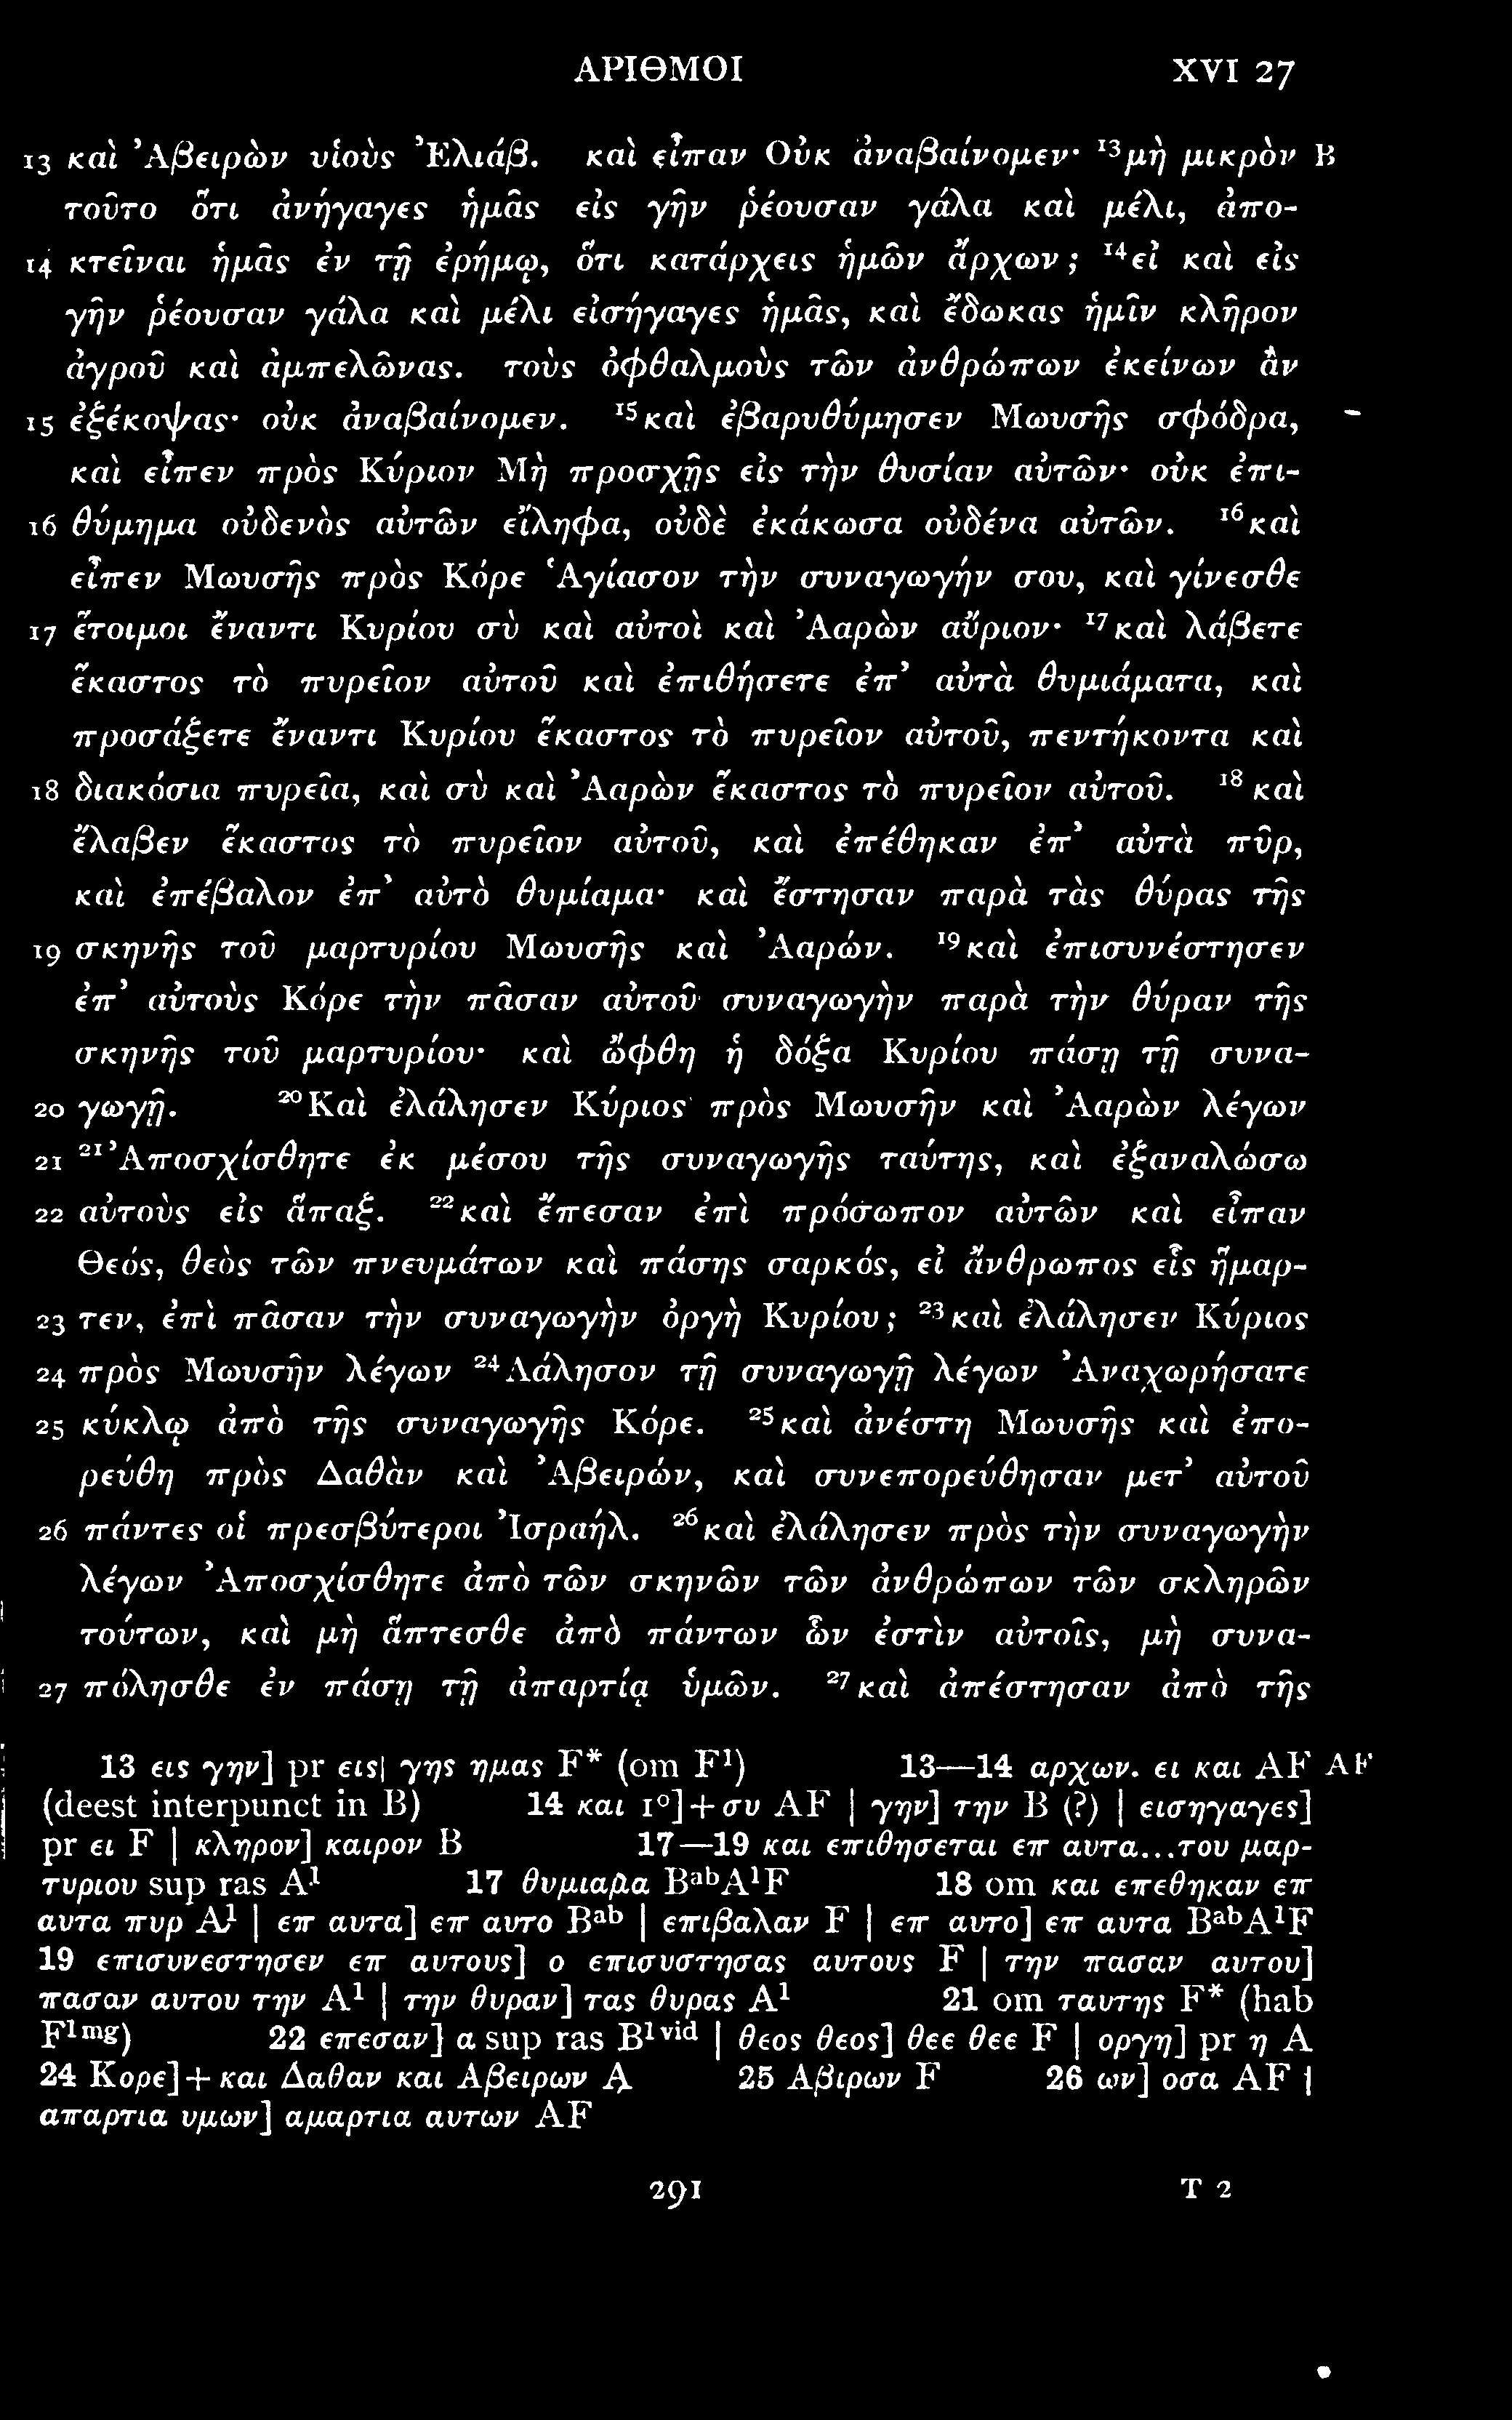 ΑΡΙΘΜΟΙ XVI 27
13 καὶ Ἀβειρὼν υἱοὺς Ἐλιάβ. καὶ εἶπαν Οὐκ ἀναβαίνομεν· ¹³μὴ μικρὸν B
τοῦτο ὅτι ἀνήγαγες ἡμᾶς εἰς γῆν ῥέουσαν γάλα καὶ μέλι, ἀπο-
14 κτεῖναι ἡμᾶς ἐν τῇ ἐρήμῳ, ὅτι κατάρχεις ἡμῶν ἄρχων; ¹⁴εἰ καὶ εἰς
γῆν ῥέουσαν γάλα καὶ μέλι εἰσήγαγες ἡμᾶς, καὶ ἔδωκας ἡμῖν κλῆρον
ἀγροῦ καὶ ἀμπελῶνας. τοὺς ὀφθαλμοὺς τῶν ἀνθρώπων ἐκείνων ἂν
15 ἐξέκοψας· οὐκ ἀναβαίνομεν. ¹⁵καὶ ἐβαρυθύμησεν Μωυσῆς σφόδρα,
καὶ εἶπεν πρὸς Κύριον Μὴ προσχῇς εἰς τὴν θυσίαν αὐτῶν· οὐκ ἐπι-
16 θύμημα οὐδενὸς αὐτῶν εἴληφα, οὐδὲ ἐκάκωσα οὐδένα αὐτῶν. ¹⁶καὶ
εἶπεν Μωυσῆς πρὸς Κόρε Ἁγίασον τὴν συναγωγήν σου, καὶ γίνεσθε
17 ἕτοιμοι ἔναντι Κυρίου σὺ καὶ αὐτοὶ καὶ Ἀαρὼν αὔριον· ¹⁷καὶ λάβετε
ἕκαστος τὸ πυρεῖον αὐτοῦ καὶ ἐπιθήσετε ἐπ’ αὐτὰ θυμιάματα, καὶ
προσάξετε ἔναντι Κυρίου ἕκαστος τὸ πυρεῖον αὐτοῦ, πεντήκοντα καὶ
18 διακόσια πυρεῖα, καὶ σὺ καὶ Ἀαρὼν ἕκαστος τὸ πυρεῖον αὐτοῦ. ¹⁸καὶ
ἔλαβεν ἕκαστος τὸ πυρεῖον αὐτοῦ, καὶ ἐπέθηκαν ἐπ’ αὐτὰ πῦρ,
καὶ ἐπέβαλον ἐπ’ αὐτὸ θυμίαμα· καὶ ἔστησαν παρὰ τὰς θύρας τῆς
19 σκηνῆς τοῦ μαρτυρίου Μωυσῆς καὶ Ἀαρών. ¹⁹καὶ ἐπισυνέστησεν
ἐπ’ αὐτοὺς Κόρε τὴν πᾶσαν αὐτοῦ συναγωγὴν παρὰ τὴν θύραν τῆς
σκηνῆς τοῦ μαρτυρίου· καὶ ὤφθη ἡ δόξα Κυρίου πάσῃ τῇ συνα-
20 γωγῇ. ²⁰Καὶ ἐλάλησεν Κύριος πρὸς Μωυσῆν καὶ Ἀαρὼν λέγων
21 ²¹Ἀποσχίσθητε ἐκ μέσου τῆς συναγωγῆς ταύτης, καὶ ἐξαναλώσω
22 αὐτοὺς εἰς ἅπαξ. ²²καὶ ἔπεσαν ἐπὶ πρόσωπον αὐτῶν καὶ εἶπαν
Θεός, θεὸς τῶν πνευμάτων καὶ πάσης σαρκός, εἰ ἄνθρωπος εἷς ἥμαρ-
23 τεν, ἐπὶ πᾶσαν τὴν συναγωγὴν ὀργὴ Κυρίου; ²³καὶ ἐλάλησεν Κύριος
24 πρὸς Μωυσῆν λέγων ²⁴Λάλησον τῇ συναγωγῇ λέγων Ἀναχωρήσατε
25 κύκλῳ ἀπὸ τῆς συναγωγῆς Κόρε. ²⁵καὶ ἀνέστη Μωυσῆς καὶ ἐπο-
ρεύθη πρὸς Δαθὰν καὶ Ἀβειρών, καὶ συνεπορεύθησαν μετ’ αὐτοῦ
26 πάντες οἱ πρεσβύτεροι Ἰσραήλ. ²⁶καὶ ἐλάλησεν πρὸς τὴν συναγωγὴν
λέγων Ἀποσχίσθητε ἀπὸ τῶν σκηνῶν τῶν ἀνθρώπων τῶν σκληρῶν
τούτων, καὶ μὴ ἅπτεσθε ἀπὸ πάντων ὧν ἐστὶν αὐτοῖς, μὴ συνα-
27 πόλησθε ἐν πάσῃ τῇ ἀπαρτίᾳ ὑμῶν. ²⁷καὶ ἀπέστησαν ἀπὸ τῆς
13 εις γην] pr εις| γης ημας F* (om F¹) 13—14 αρχων. ει και AF AF
(deest interpunct in B) 14 και 1°]+συ AF | γην] την B (?) | εισηγαγες]
pr ει F | κληρον] καιρον B 17—19 και επιθησεται επ αυτα...του μαρ-
τυριου sup ras A¹ 17 θυμιαμα BᵃᵇA¹F 18 om και επεθηκαν επ
αυτα πυρ A¹ | επ αυτα] επ αυτο Bᵃᵇ | επιβαλαν F | επ αυτο] επ αυτα BᵃᵇA¹F
19 επισυνεστησεν επ αυτους] ο επισυστησας αυτους F | την πασαν αυτου]
πασαν αυτου την A¹ | την θυραν] τας θυρας A¹ 21 om ταυτης F* (hab
F¹ᵐᵍ) 22 επεσαν] α sup ras B¹ᵛⁱᵈ | θεος θεος] θεε θεε F | οργη] pr η A
24 Κορε]+και Δαθαν και Αβειρων A 25 Αβιρων F 26 ων] οσα AF |
απαρτια υμων] αμαρτια αυτων AF
291 T 2